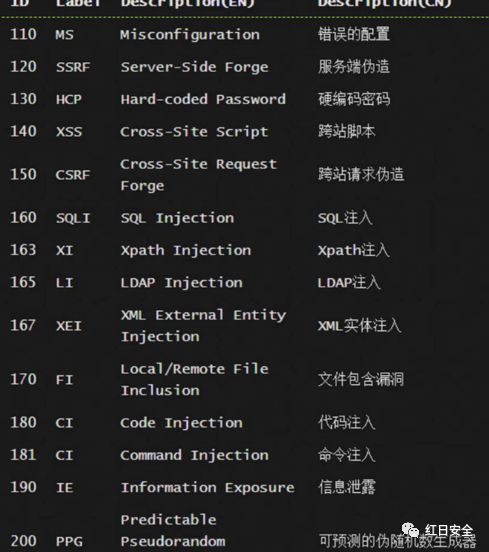 ID Label Description(EN) Description(CN)
110 MS Misconfiguration 错误的配置
120 SSRF Server-Side Forge 服务端伪造
130 HCP Hard-coded Password 硬编码密码
140 XSS Cross-Site Script 跨站脚本
150 CSRF Cross-Site Request 跨站请求伪造
Forge
160 SQLI SQL Injection SQL注入
163 XI Xpath Injection Xpath注入
165 LI LDAP Injection LDAP注入
167 XEI XML External Entity XML实体注入
Injection
170 FI Local/Remote File 文件包含漏洞
Inclusion
180 CI Code Injection 代码注入
181 CI Command Injection 命令注入
190 IE Information Exposure 信息泄露
Predictable
200 PPG Pseudorandom 可预测的伪随机数生成器
红日安全